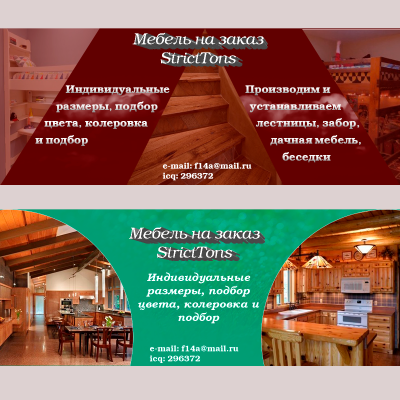 Мебель на заказ
StrictTons
Индивидуальные
размеры, подбор
цвета, колеровка
и подбор
Производим и
устанавливаем
лестницы, забор,
дачная мебель,
беседки
e-mail: f14a@mail.ru
icq: 296372
Мебель на заказ
StrictTons
Индивидуальные
размеры, подбор
цвета, колеровка и
подбор
e-mail: f14a@mail.ru
icq: 296372